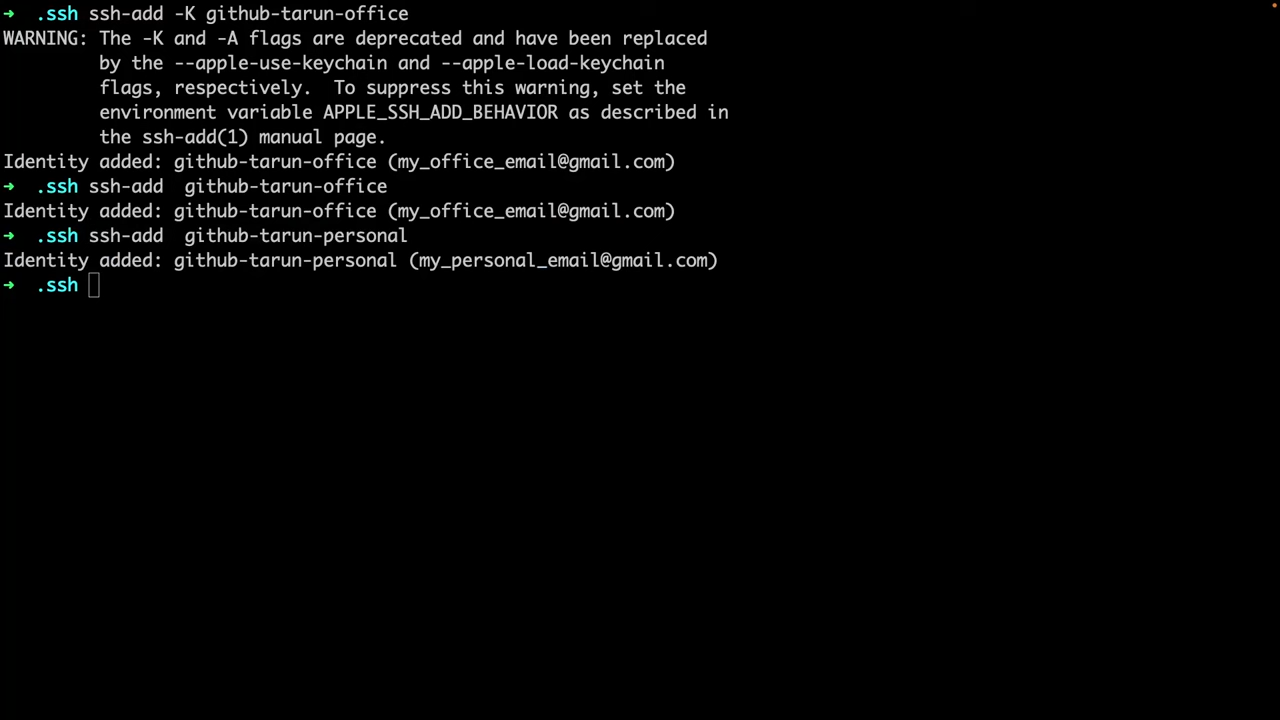 ➜  .ssh ssh-add -K github-tarun-office
WARNING: The -K and -A flags are deprecated and have been replaced
         by the --apple-use-keychain and --apple-load-keychain
         flags, respectively.  To suppress this warning, set the
         environment variable APPLE_SSH_ADD_BEHAVIOR as described in
         the ssh-add(1) manual page.
Identity added: github-tarun-office (my_office_email@gmail.com)
➜  .ssh ssh-add  github-tarun-office
Identity added: github-tarun-office (my_office_email@gmail.com)
➜  .ssh ssh-add  github-tarun-personal
Identity added: github-tarun-personal (my_personal_email@gmail.com)
➜  .ssh